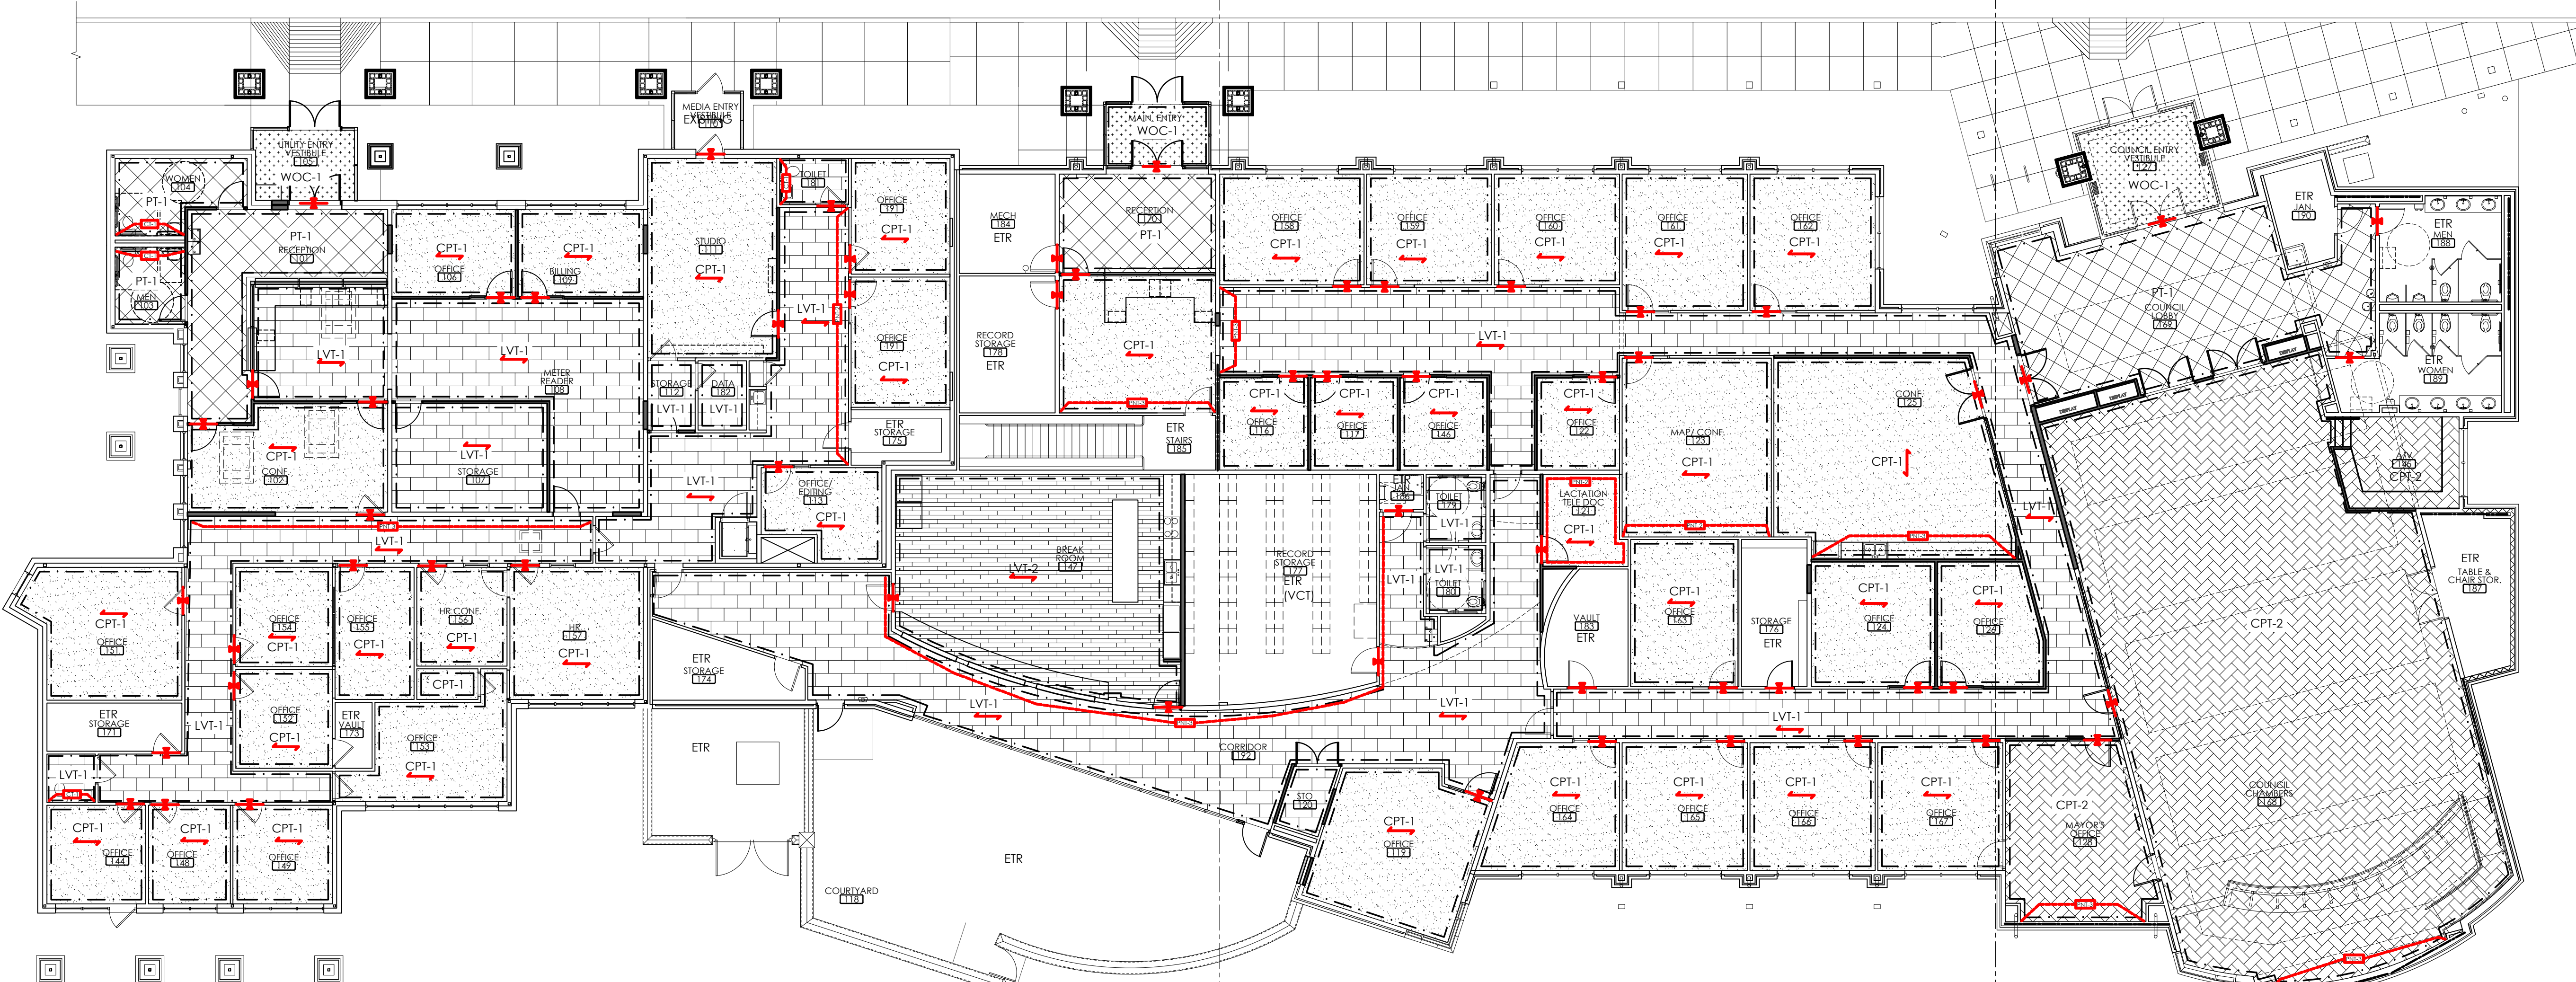 UTILITY ENTRY
VESTIBULE
105
WOC-1
WOMEN
104
PT-1
PT-1
MEN
103
PT-1
RECEPTION
101
LVT-1
CPT-1
CONF.
102
CPT-1
OFFICE
106
CPT-1
BILLING
109
LVT-1
METER
READER
108
LVT-1
STORAGE
107
MEDIA ENTRY
VESTIBULE
EXISTING
STUDIO
111
CPT-1
TOILET
181
OFFICE
191
CPT-1
OFFICE
191
CPT-1
LVT-1
STORAGE
112
LVT-1
DATA
182
LVT-1
ETR
STORAGE
175
LVT-1
OFFICE/
EDITING
113
CPT-1
MECH
184
ETR
RECORD
STORAGE
178
ETR
MAIN. ENTRY
WOC-1
RECEPTION
170
PT-1
CPT-1
ETR
STAIRS
185
OFFICE
158
CPT-1
OFFICE
159
CPT-1
OFFICE
160
CPT-1
OFFICE
161
CPT-1
OFFICE
162
CPT-1
LVT-1
CPT-1
OFFICE
116
CPT-1
OFFICE
117
CPT-1
OFFICE
146
CPT-1
OFFICE
122
MAP/ CONF.
123
CPT-1
CONF.
125
CPT-1
COUNCIL ENTRY
VESTIBULE
127
WOC-1
PT-1
COUNCIL
LOBBY
169
ETR
JAN.
190
ETR
MEN
188
ETR
WOMEN
189
DISPLAY
DISPLAY
DISPLAY
A/V
CPT-2
LVT-1
ETR
TABLE &
CHAIR STOR.
187
CPT-2
COUNCIL
CHAMBERS
168
LVT-1
PNT-3
CPT-1
OFFICE
151
ETR
STORAGE
171
LVT-1
LVT-1
OFFICE
154
CPT-1
OFFICE
155
CPT-1
HR CONF.
156
CPT-1
HR
157
CPT-1
OFFICE
152
CPT-1
ETR
VAULT
173
CPT-1
OFFICE
153
CPT-1
CPT-1
OFFICE
144
CPT-1
OFFICE
148
CPT-1
OFFICE
149
ETR
STORAGE
174
ETR
BREAK
ROOM
147
LVT-2
RECORD
STORAGE
177
ETR
(VCT)
ETR
JAN
186
TOILET
179
LVT-1
LVT-1
TOILET
180
LVT-1
LVT-1
LVT-1
CORRIDOR
192
STO
120
ETR
COURTYARD
118
CPT-1
OFFICE
119
LACTATION
TELE DOC
121
CPT-1
VAULT
183
ETR
CPT-1
OFFICE
163
STORAGE
176
ETR
CPT-1
OFFICE
124
CPT-1
OFFICE
126
LVT-1
CPT-1
OFFICE
164
CPT-1
OFFICE
165
CPT-1
OFFICE
166
CPT-1
OFFICE
167
CPT-2
MAYOR'S
OFFICE
128